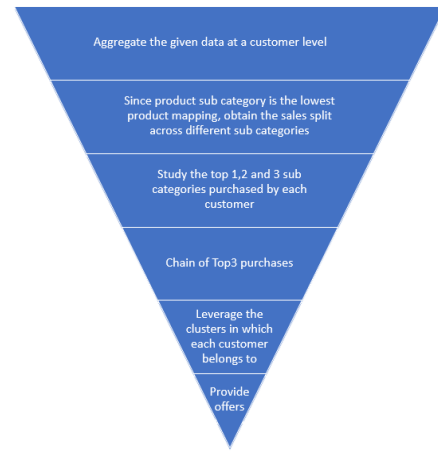 Aggregate the given data at a customer level
Since product sub category is the lowest
product mapping, obtain the sales split
across different sub categories
Study the top 1,2 and 3 sub
categories purchased by each
customer
Chain of Top3 purchases
Leverage the
clusters in which
each customer
belongs to
Provide
offers